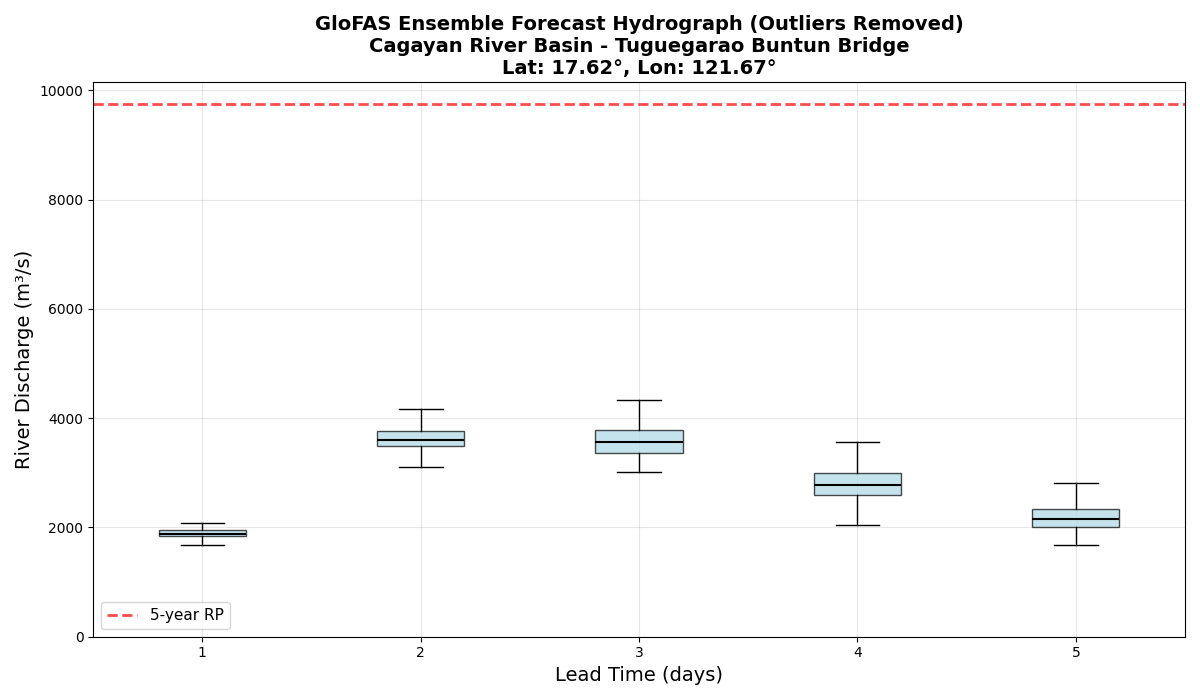 GloFAS Ensemble Forecast Hydrograph (Outliers Removed)
Cagayan River Basin - Tuguegarao Buntun Bridge
Lat: 17.62°, Lon: 121.67°
River Discharge (m³/s)
10000
8000
6000
4000
2000
0
5-year RP
1 2 3 4 5
Lead Time (days)